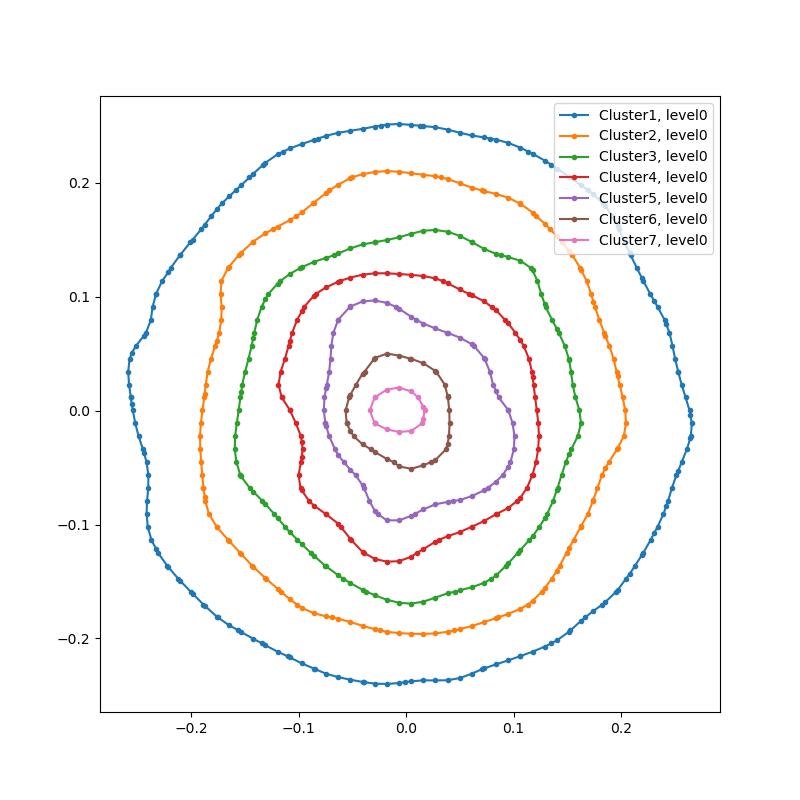 Cluster1, level0
Cluster2, level0
Cluster3, level0
Cluster4, level0
Cluster5, level0
Cluster6, level0
Cluster7, level0
0.2
0.1
0.0
−0.1
−0.2
−0.2
−0.1
0.0
0.1
0.2